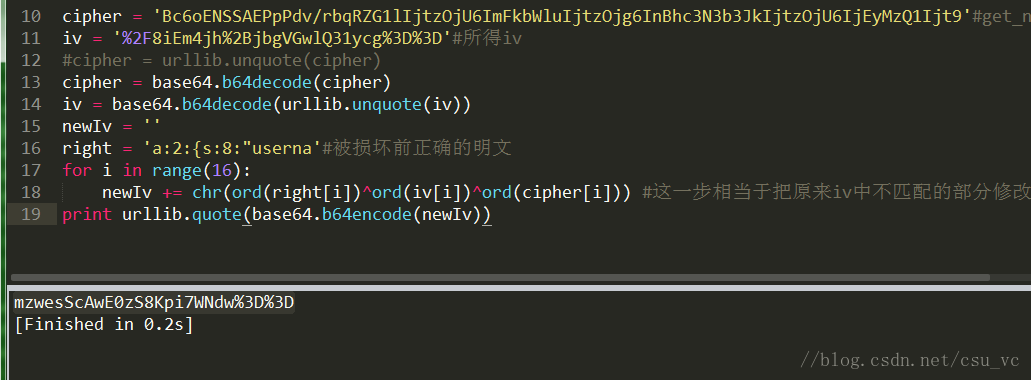 10 cipher = 'Bc6oENSSAEPpPdv/rbqRZG1lIjtzOjU6ImFkbWluIjtzOjg6InBhc3N3b3JkIjtzOjU6IjEyMzQ1Ijt9'#get_n
11 iv = '%2F8iEm4jh%2BjbgVGwlQ31ycg%3D%3D'#所得iv
12 #cipher = urllib.unquote(cipher)
13 cipher = base64.b64decode(cipher)
14 iv = base64.b64decode(urllib.unquote(iv))
15 newIv = ''
16 right = 'a:2:{s:8:"userna'#被损坏前正确的明文
17 for i in range(16):
18 newIv += chr(ord(right[i])^ord(iv[i])^ord(cipher[i])) #这一步相当于把原来iv中不匹配的部分修改
19 print urllib.quote(base64.b64encode(newIv))
mzwesScAwE0zS8Kpi7WNdw%3D%3D
[Finished in 0.2s]
//blog.csdn.net/csu_vc